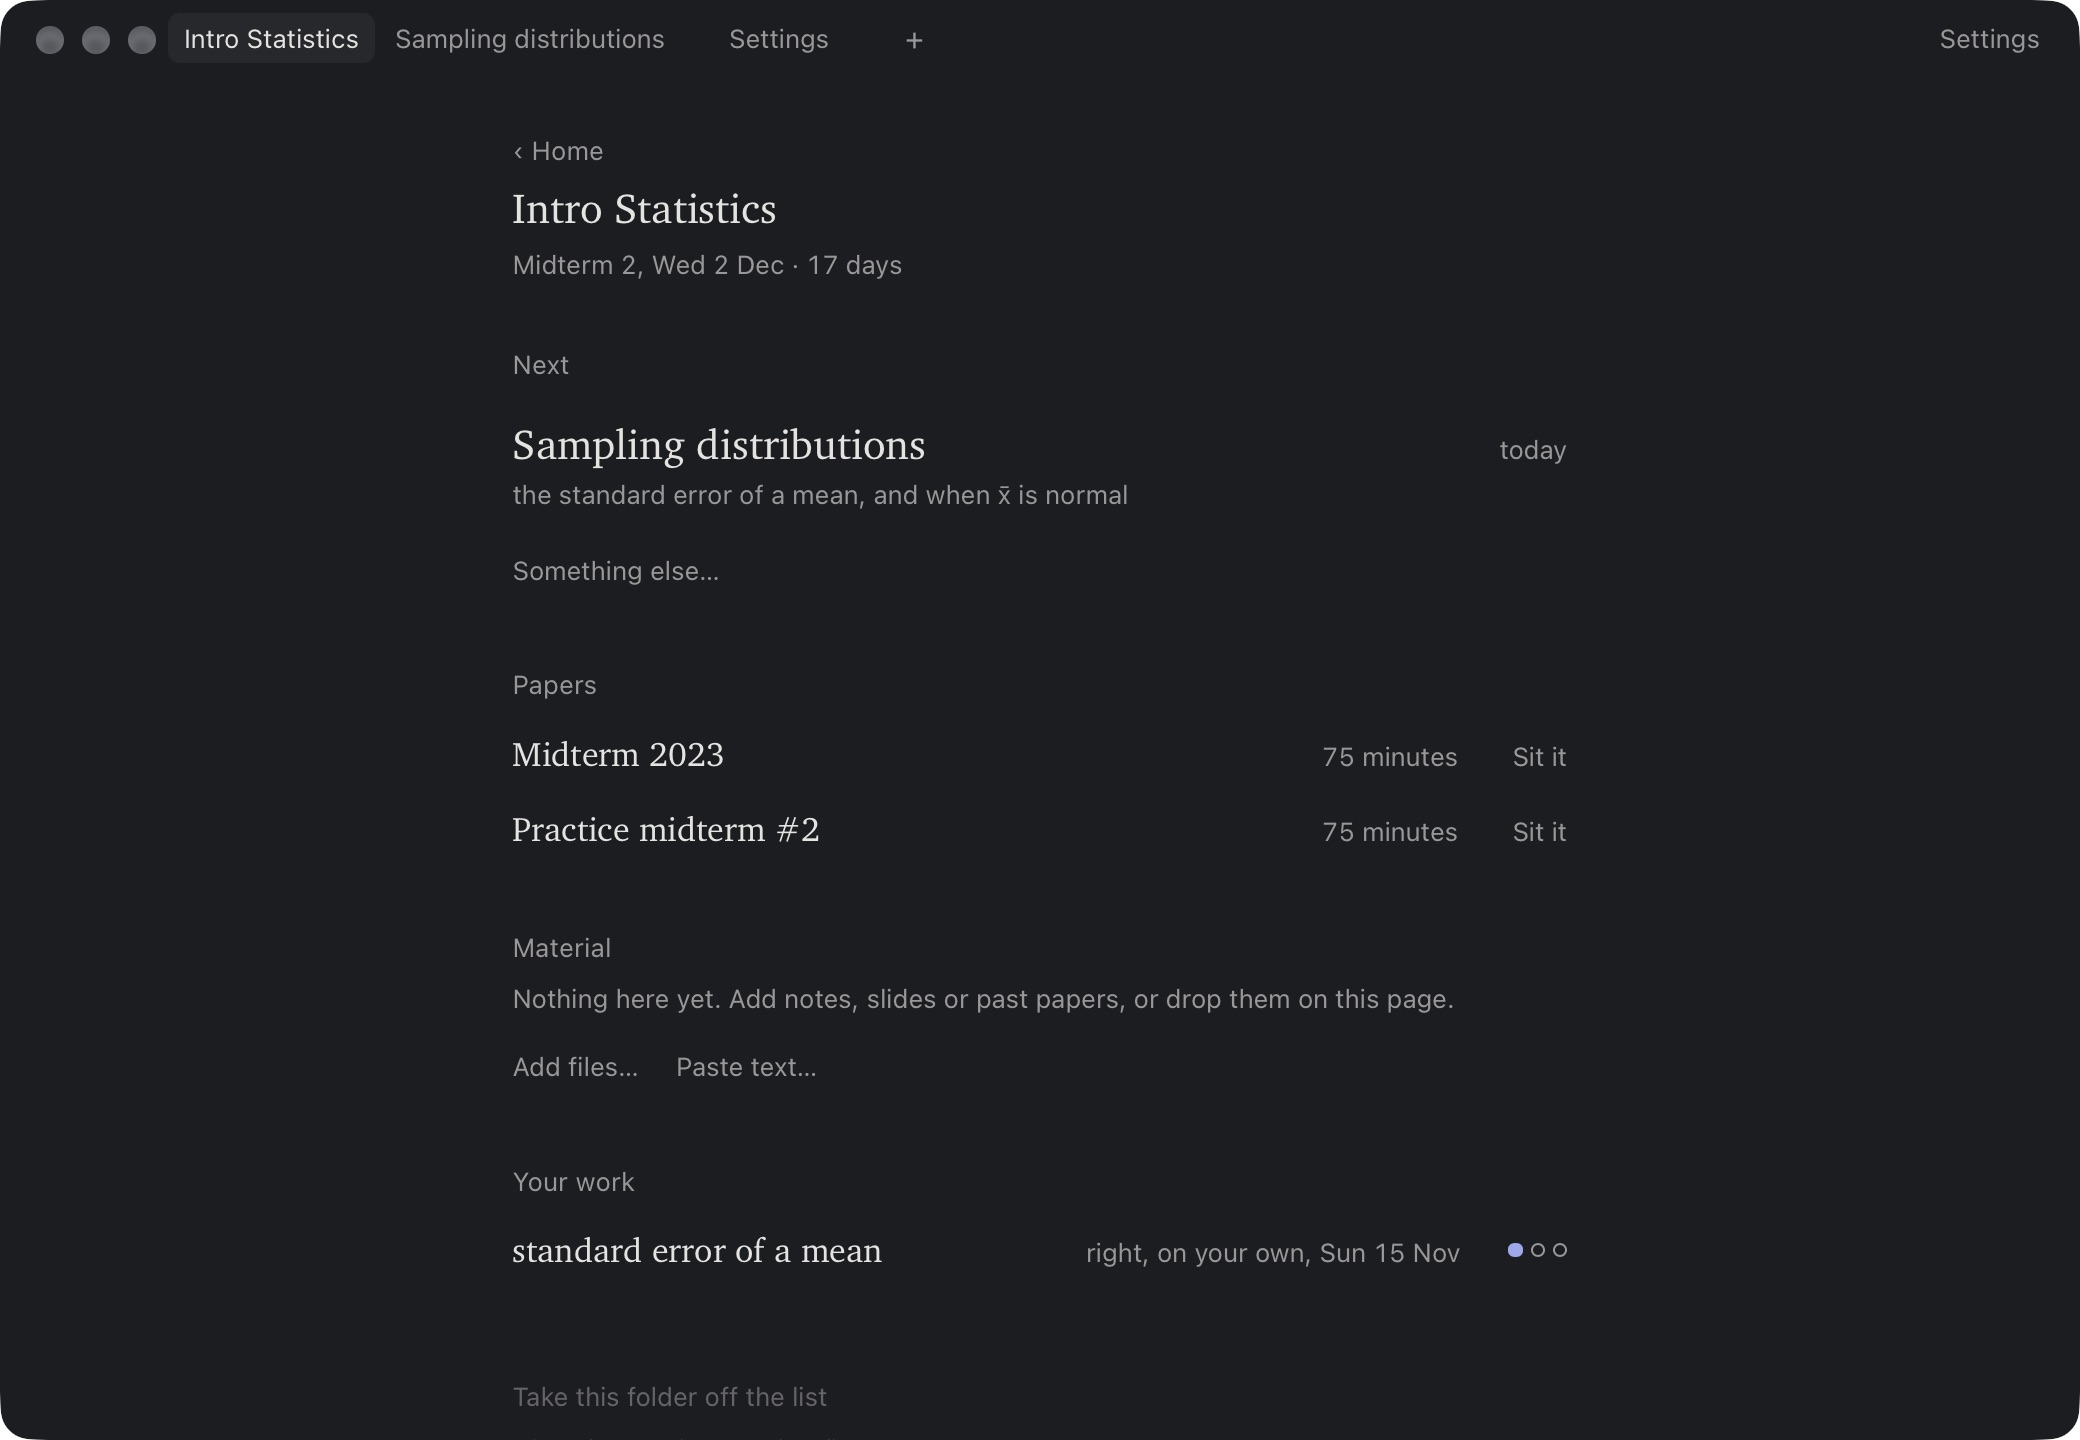 Intro Statistics Sampling distributions Settings + Settings
‹ Home
Intro Statistics
Midterm 2, Wed 2 Dec · 17 days
Next
Sampling distributions today
the standard error of a mean, and when x̄ is normal
Something else...
Papers
Midterm 2023 75 minutes Sit it
Practice midterm #2 75 minutes Sit it
Material
Nothing here yet. Add notes, slides or past papers, or drop them on this page.
Add files... Paste text...
Your work
standard error of a mean right, on your own, Sun 15 Nov
Take this folder off the list